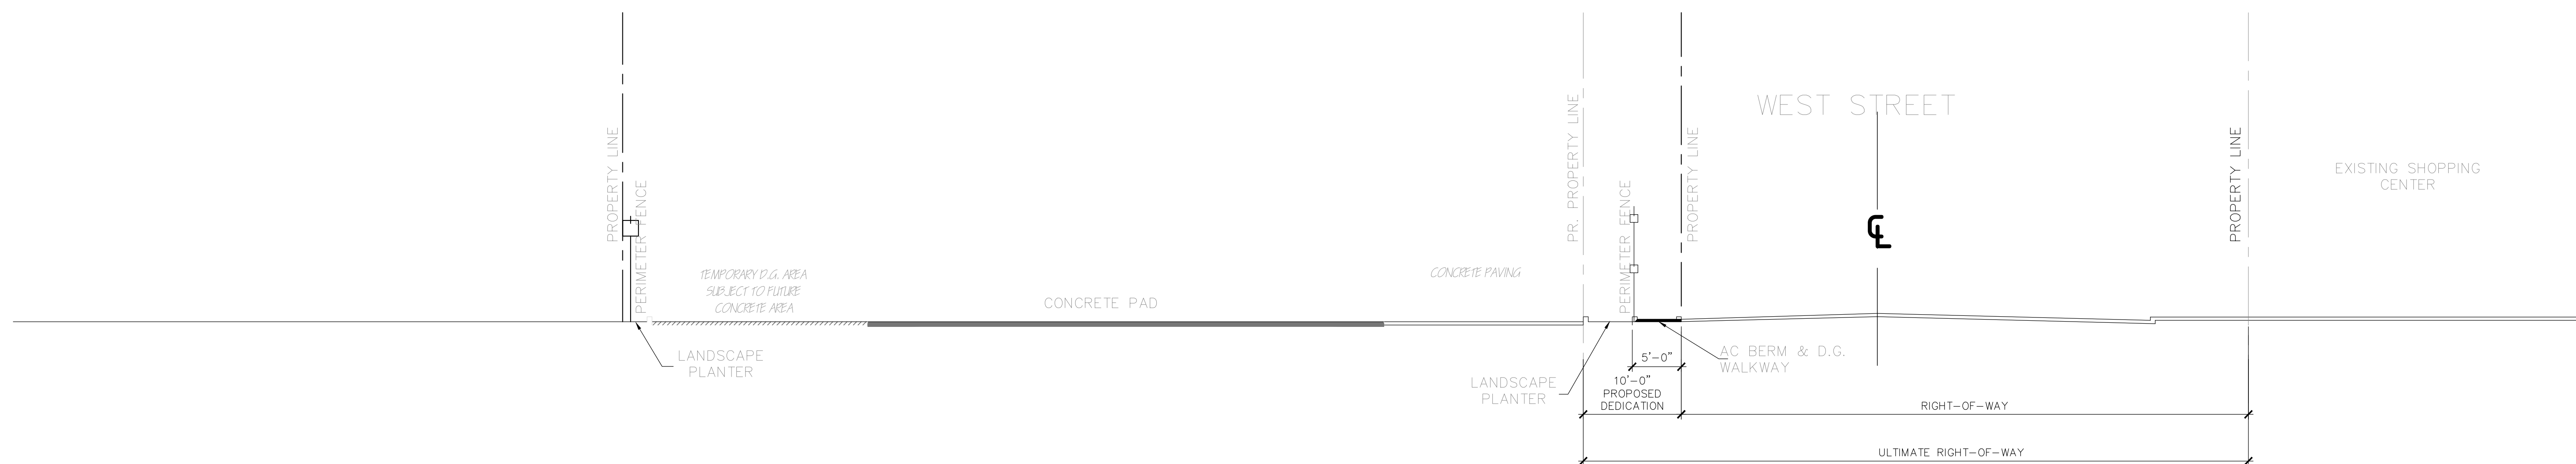 PROPERTY LINE
PERIMETER FENCE
TEMPORARY D.G. AREA
SUBJECT TO FUTURE
CONCRETE AREA
LANDSCAPE
PLANTER
CONCRETE PAD
CONCRETE PAVING
LANDSCAPE
PLANTER
PR. PROPERTY LINE
PERIMETER FENCE
PROPERTY LINE
WEST STREET
CL
5'-0"
10'-0"
PROPOSED
DEDICATION
AC BERM & D.G.
WALKWAY
RIGHT-OF-WAY
ULTIMATE RIGHT-OF-WAY
PROPERTY LINE
EXISTING SHOPPING
CENTER